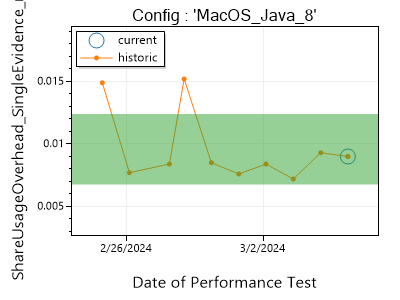 Config : 'MacOS_Java_8'
current
historic
0.015
0.01
0.005
ShareUsageOverhead_SingleEvidence_
2/26/2024
3/2/2024
Date of Performance Test